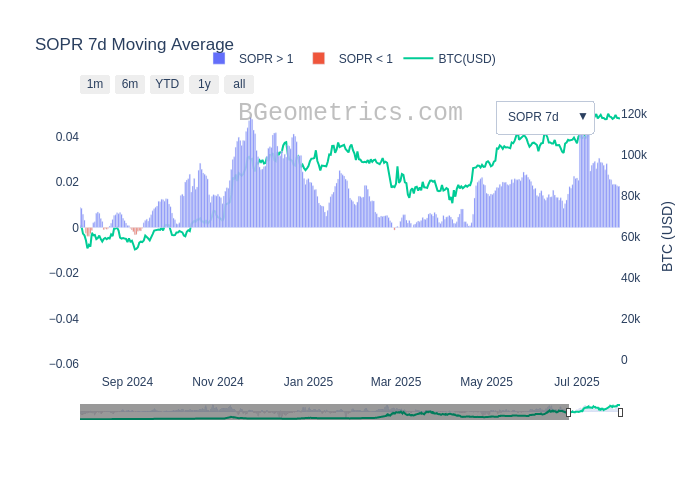 SOPR 7d Moving Average
SOPR > 1 SOPR < 1 BTC(USD)
1m 6m YTD 1y all
BGeometrics.com
SOPR 7d ▼
0.04
0.02
0
−0.02
−0.04
−0.06
120k
100k
80k
60k
40k
20k
0
BTC (USD)
Sep 2024 Nov 2024 Jan 2025 Mar 2025 May 2025 Jul 2025